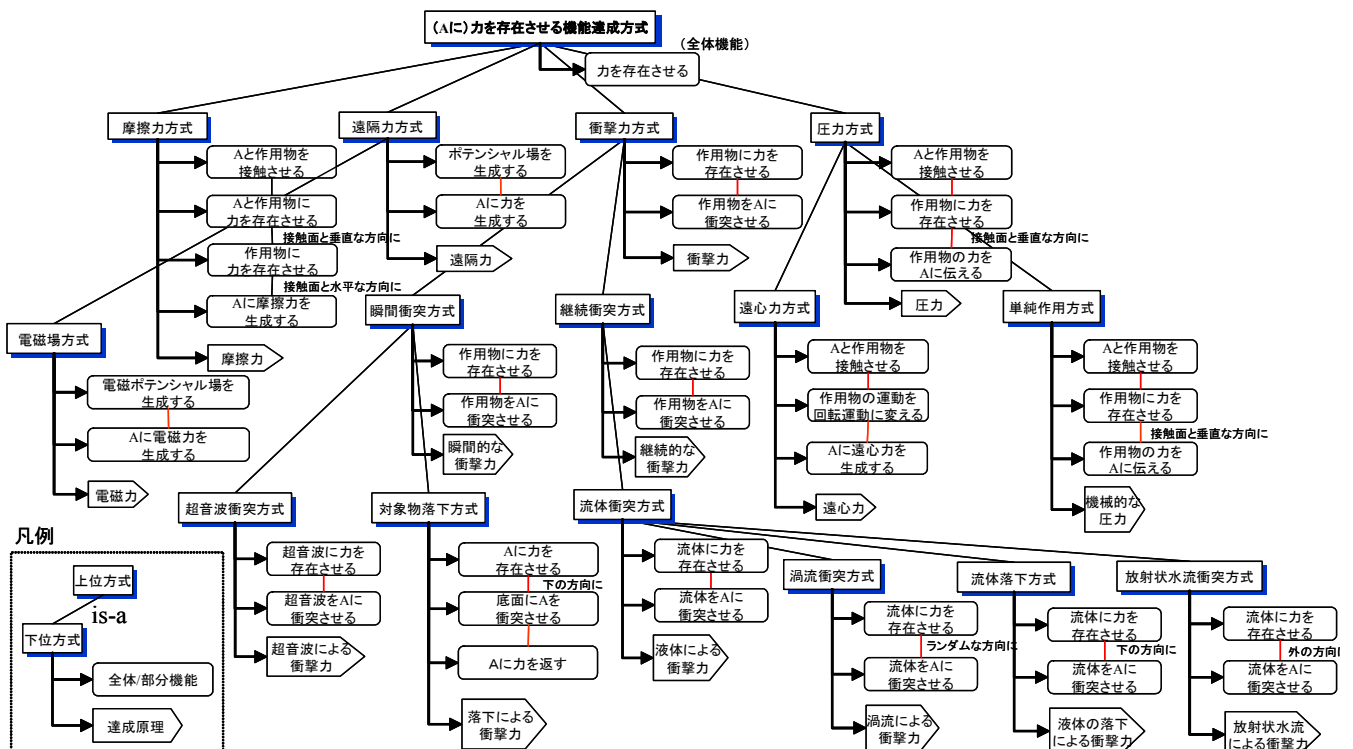 (Aに)力を存在させる機能達成方式
(全体機能)
力を存在させる
摩擦力方式
Aと作用物を
接触させる
Aと作用物に
力を存在させる
接触面と垂直な方向に
作用物に
力を存在させる
接触面と水平な方向に
Aに摩擦力を
生成する
摩擦力
遠隔力方式
ポテンシャル場を
生成する
Aに力を
生成する
遠隔力
衝撃力方式
作用物に力を
存在させる
作用物をAに
衝突させる
衝撃力
圧力方式
Aと作用物を
接触させる
作用物に力を
存在させる
接触面と垂直な方向に
作用物の力を
Aに伝える
圧力
電磁場方式
電磁ポテンシャル場を
生成する
Aに電磁力を
生成する
電磁力
瞬間衝突方式
作用物に力を
存在させる
作用物をAに
衝突させる
瞬間的な
衝撃力
継続衝突方式
作用物に力を
存在させる
作用物をAに
衝突させる
継続的な
衝撃力
遠心力方式
Aと作用物を
接触させる
作用物の運動を
回転運動に変える
Aに遠心力を
生成する
遠心力
単純作用方式
Aと作用物を
接触させる
作用物に力を
存在させる
接触面と垂直な方向に
作用物の力を
Aに伝える
機械的な
圧力
超音波衝突方式
超音波に力を
存在させる
超音波をAに
衝突させる
超音波による
衝撃力
対象物落下方式
Aに力を
存在させる
下の方向に
底面にAを
衝突させる
Aに力を返す
落下による
衝撃力
流体衝突方式
流体に力を
存在させる
流体をAに
衝突させる
液体による
衝撃力
渦流衝突方式
流体に力を
存在させる
ランダムな方向に
流体をAに
衝突させる
渦流による
衝撃力
流体落下方式
流体に力を
存在させる
下の方向に
流体をAに
衝突させる
液体の落下
による衝撃力
放射状水流衝突方式
流体に力を
存在させる
外の方向に
流体をAに
衝突させる
放射状水流
による衝撃力
凡例
上位方式
is-a
下位方式
全体/部分機能
達成原理